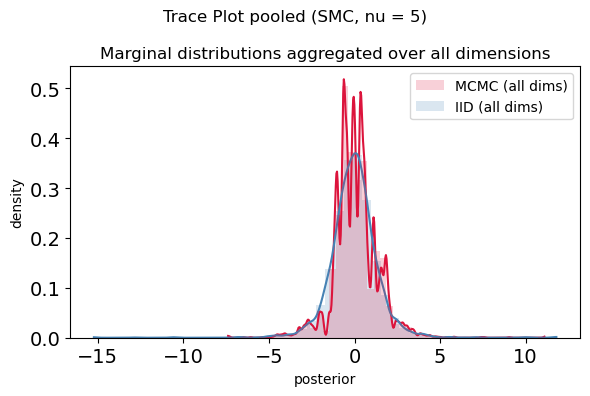 Trace Plot pooled (SMC, nu = 5)
Marginal distributions aggregated over all dimensions
MCMC (all dims)
IID (all dims)
density
0.5
0.4
0.3
0.2
0.1
0.0
−15 −10 −5 0 5 10
posterior